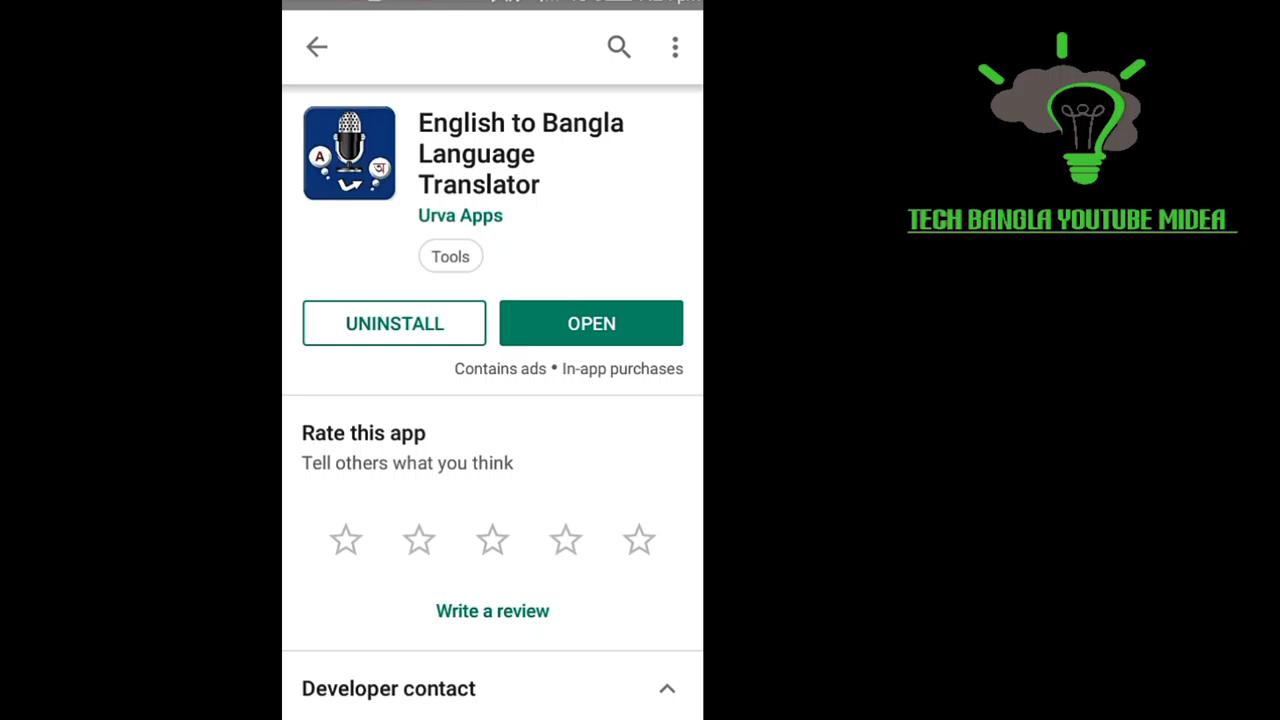 English to Bangla
Language
Translator
A
অ
Urva Apps
Tools
UNINSTALL
OPEN
Contains ads • In-app purchases
Rate this app
Tell others what you think
Write a review
Developer contact
TECH BANGLA YOUTUBE MIDEA